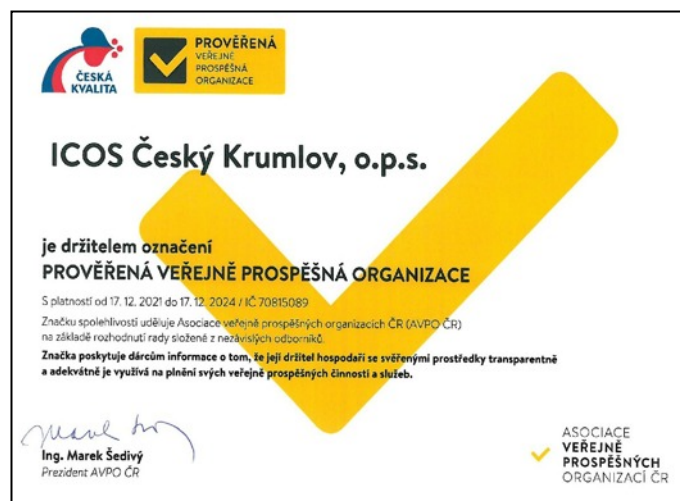 ČESKÁ
KVALITA
PROVĚŘENÁ
VEŘEJNĚ
PROSPĚŠNÁ
ORGANIZACE
ICOS Český Krumlov, o.p.s.
je držitelem označení
PROVĚŘENÁ VEŘEJNĚ PROSPĚŠNÁ ORGANIZACE
S platností od 17. 12. 2021 do 17. 12. 2024 / IČ 70815089
Značku spolehlivosti uděluje Asociace veřejně prospěšných organizacích ČR (AVPO ČR)
na základě rozhodnutí rady složené z nezávislých odborníků.
Značka poskytuje dárcům informace o tom, že její držitel hospodaří se svěřenými prostředky transparentně
a adekvátně je využívá na plnění svých veřejně prospěšných činností a služeb.
Ing. Marek Šedivý
Prezident AVPO ČR
ASOCIACE
VEŘEJNĚ
PROSPĚŠNÝCH
ORGANIZACÍ ČR